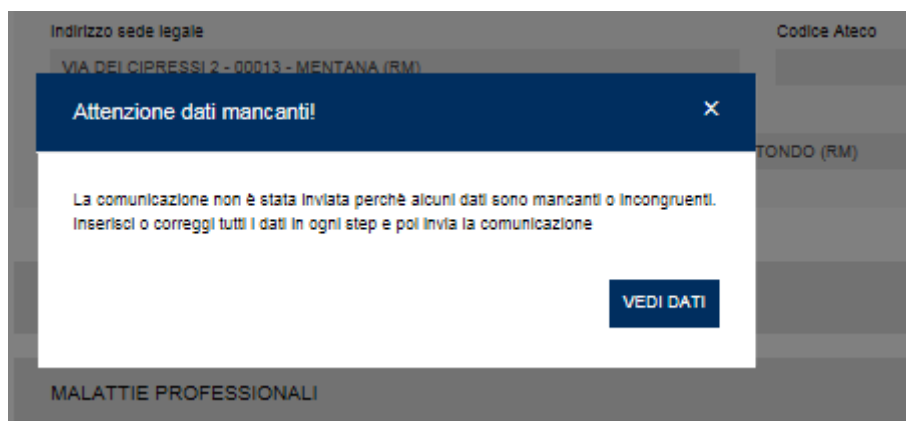 Indirizzo sede legale
Codice Ateco
VIA DEI CIPRESSI 2 - 00013 - MENTANA (RM)
Attenzione dati mancanti!
×
TONDO (RM)
La comunicazione non è stata inviata perchè alcuni dati sono mancanti o incongruenti.
Inserisci o correggi tutti i dati in ogni step e poi invia la comunicazione
VEDI DATI
MALATTIE PROFESSIONALI